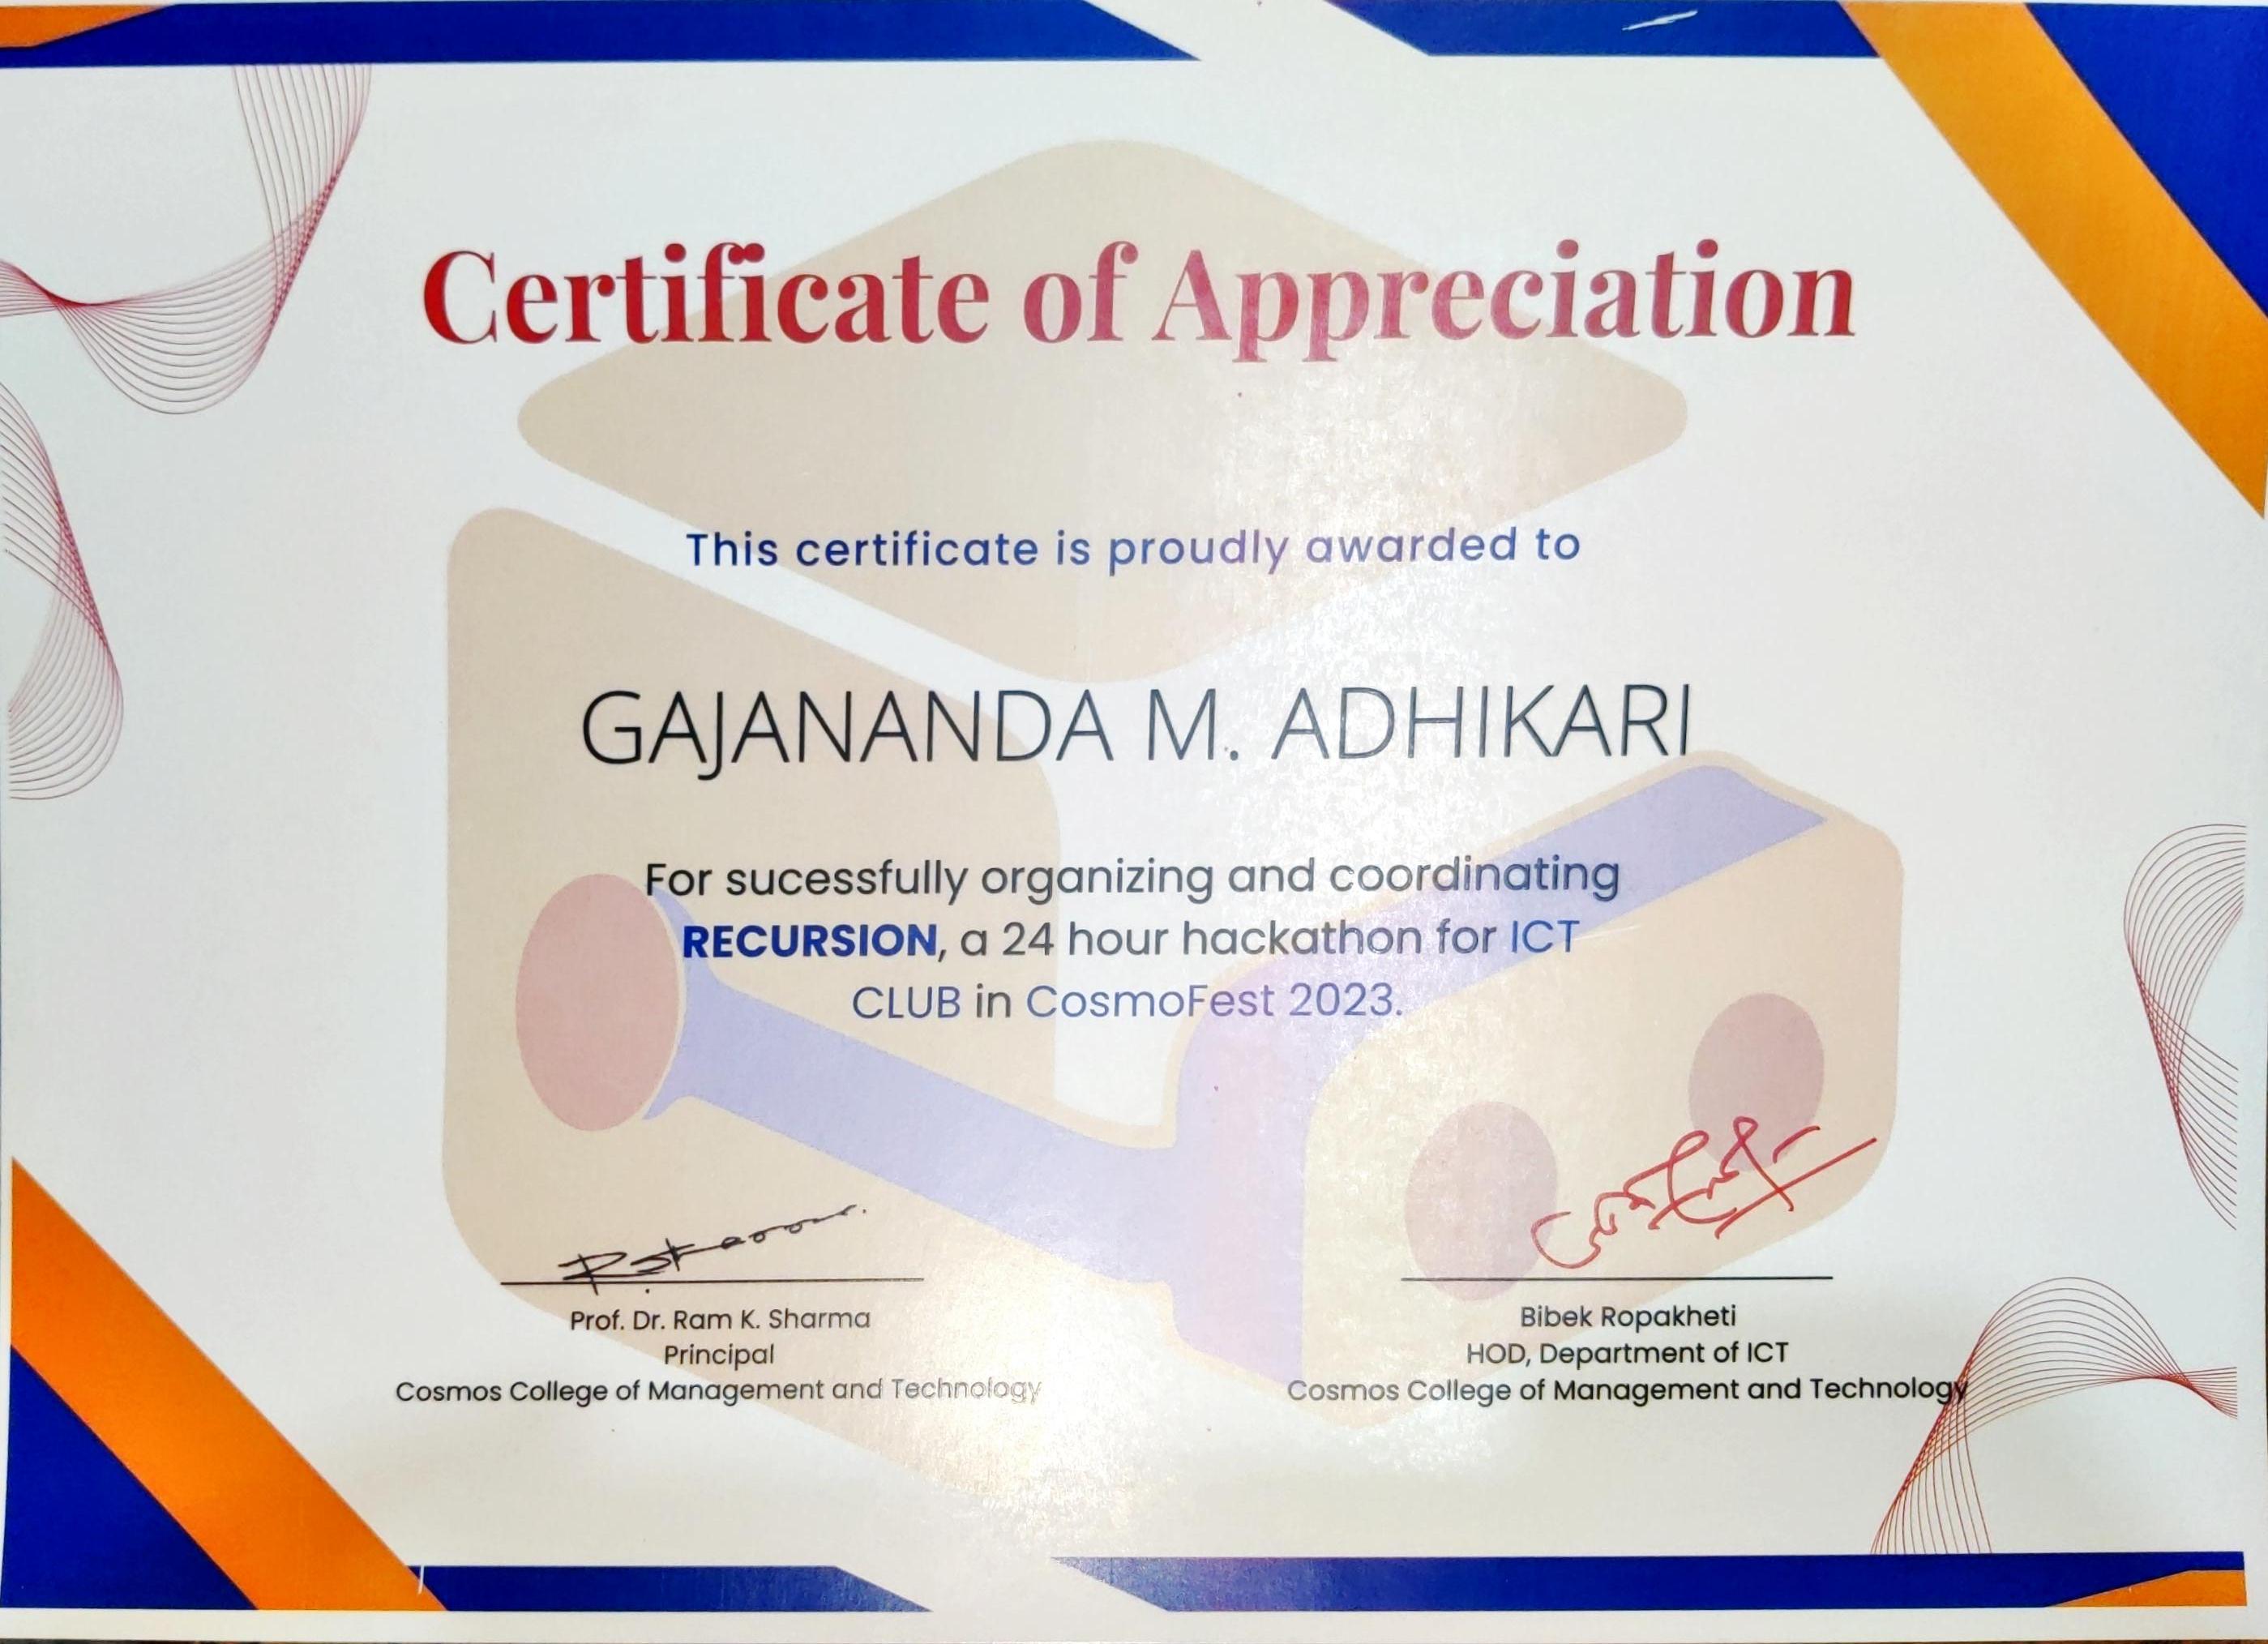 Certificate of Appreciation
This certificate is proudly awarded to
GAJANANDA M. ADHIKARI
For sucessfully organizing and coordinating
RECURSION, a 24 hour hackathon for ICT
CLUB in CosmoFest 2023.
Prof. Dr. Ram K. Sharma
Principal
Cosmos College of Management and Technology
Bibek Ropakheti
HOD, Department of ICT
Cosmos College of Management and Technology